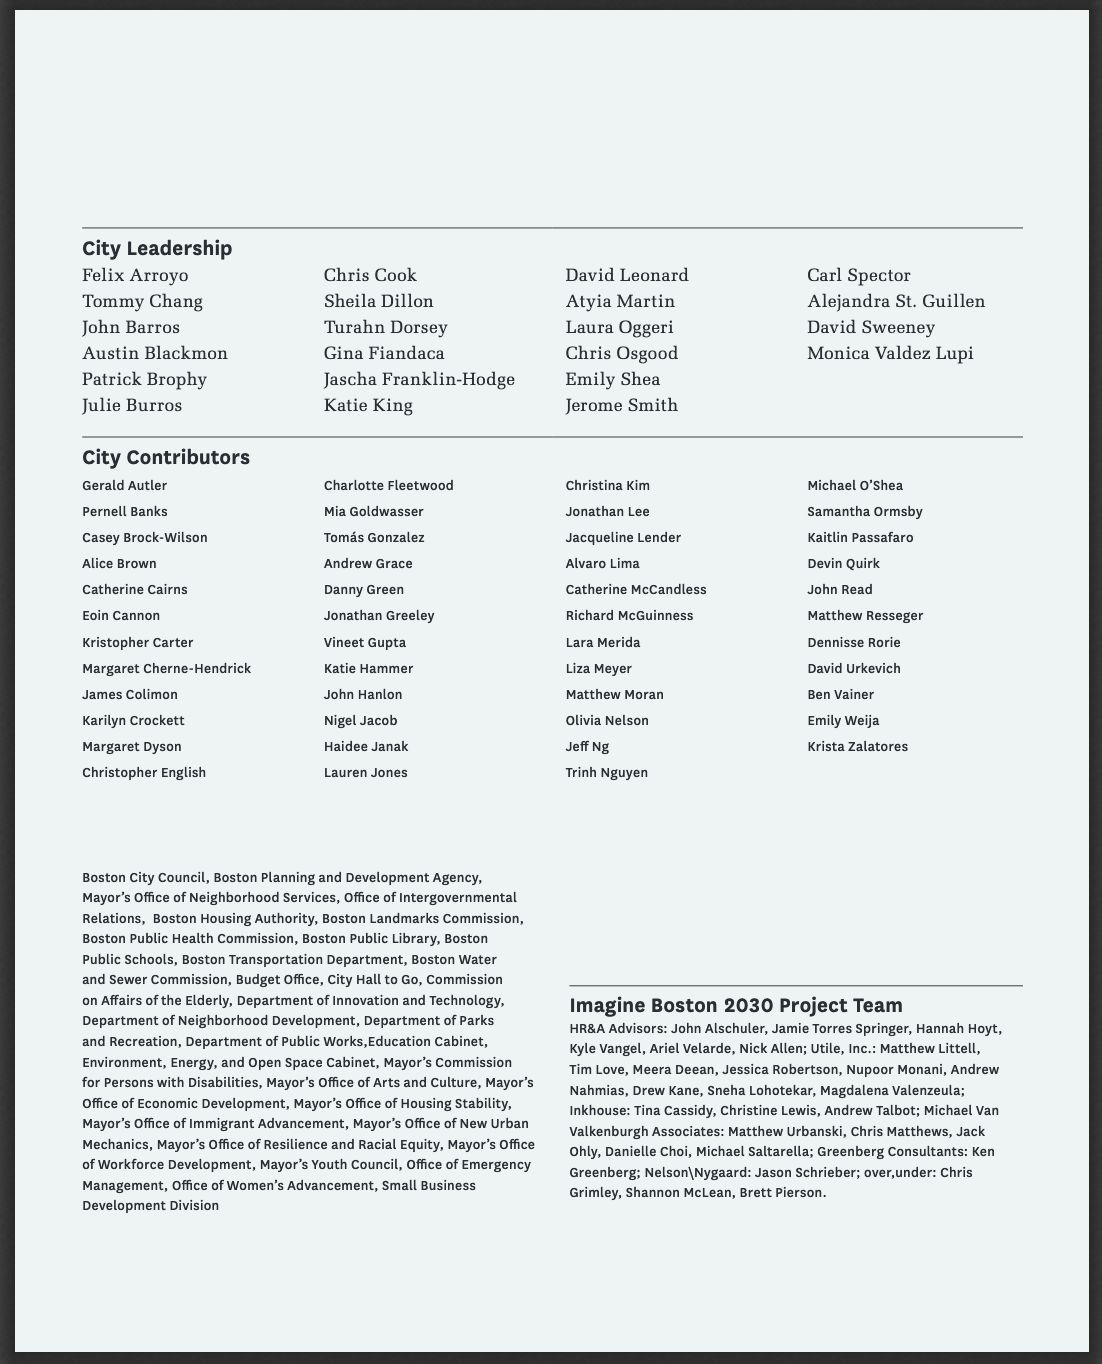 City Leadership
Felix Arroyo
Tommy Chang
John Barros
Austin Blackmon
Patrick Brophy
Julie Burros
Chris Cook
Sheila Dillon
Turahn Dorsey
Gina Fiandaca
Jascha Franklin-Hodge
Katie King
David Leonard
Atyia Martin
Laura Oggeri
Chris Osgood
Emily Shea
Jerome Smith
Carl Spector
Alejandra St. Guillen
David Sweeney
Monica Valdez Lupi
City Contributors
Gerald Autler
Pernell Banks
Casey Brock-Wilson
Alice Brown
Catherine Cairns
Eoin Cannon
Kristopher Carter
Margaret Cherne-Hendrick
James Colimon
Karilyn Crockett
Margaret Dyson
Christopher English
Charlotte Fleetwood
Mia Goldwasser
Tomás Gonzalez
Andrew Grace
Danny Green
Jonathan Greeley
Vineet Gupta
Katie Hammer
John Hanlon
Nigel Jacob
Haidee Janak
Lauren Jones
Christina Kim
Jonathan Lee
Jacqueline Lender
Alvaro Lima
Catherine McCandless
Richard McGuinness
Lara Merida
Liza Meyer
Matthew Moran
Olivia Nelson
Jeff Ng
Trinh Nguyen
Michael O’Shea
Samantha Ormsby
Kaitlin Passafaro
Devin Quirk
John Read
Matthew Resseger
Dennisse Rorie
David Urkevich
Ben Vainer
Emily Weija
Krista Zalatores
Boston City Council, Boston Planning and Development Agency,
Mayor’s Office of Neighborhood Services, Office of Intergovernmental
Relations,  Boston Housing Authority, Boston Landmarks Commission,
Boston Public Health Commission, Boston Public Library, Boston
Public Schools, Boston Transportation Department, Boston Water
and Sewer Commission, Budget Office, City Hall to Go, Commission
on Affairs of the Elderly, Department of Innovation and Technology,
Department of Neighborhood Development, Department of Parks
and Recreation, Department of Public Works,Education Cabinet,
Environment, Energy, and Open Space Cabinet, Mayor’s Commission
for Persons with Disabilities, Mayor’s Office of Arts and Culture, Mayor’s
Office of Economic Development, Mayor’s Office of Housing Stability,
Mayor’s Office of Immigrant Advancement, Mayor’s Office of New Urban
Mechanics, Mayor’s Office of Resilience and Racial Equity, Mayor’s Office
of Workforce Development, Mayor’s Youth Council, Office of Emergency
Management, Office of Women’s Advancement, Small Business
Development Division
Imagine Boston 2030 Project Team
HR&A Advisors: John Alschuler, Jamie Torres Springer, Hannah Hoyt,
Kyle Vangel, Ariel Velarde, Nick Allen; Utile, Inc.: Matthew Littell,
Tim Love, Meera Deean, Jessica Robertson, Nupoor Monani, Andrew
Nahmias, Drew Kane, Sneha Lohotekar, Magdalena Valenzeula;
Inkhouse: Tina Cassidy, Christine Lewis, Andrew Talbot; Michael Van
Valkenburgh Associates: Matthew Urbanski, Chris Matthews, Jack
Ohly, Danielle Choi, Michael Saltarella; Greenberg Consultants: Ken
Greenberg; Nelson\Nygaard: Jason Schrieber; over,under: Chris
Grimley, Shannon McLean, Brett Pierson.